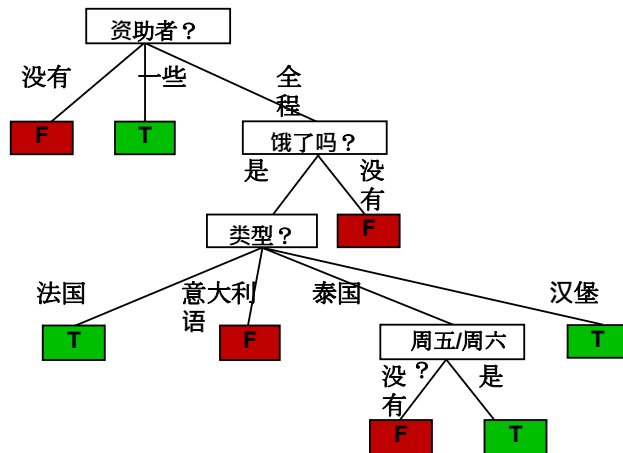 资助者？
没有
一些
全
程
F
T
饿了吗？
是
没
有
类型？
F
法国
意大利
语
泰国
汉堡
T
F
周五/周六
？
T
没
有
是
F
T